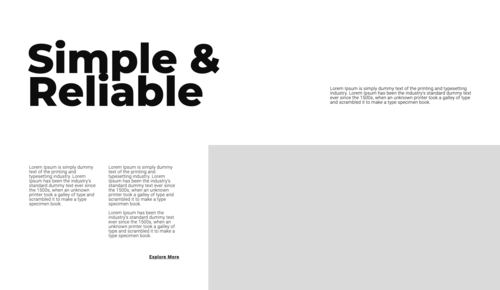 Simple &
Reliable
Lorem Ipsum is simply dummy text of the printing and typesetting
industry. Lorem Ipsum has been the industry's standard dummy text
ever since the 1500s, when an unknown printer took a galley of type
and scrambled it to make a type specimen book.
Lorem Ipsum is simply dummy
text of the printing and
typesetting industry. Lorem
Ipsum has been the industry's
standard dummy text ever since
the 1500s, when an unknown
printer took a galley of type and
scrambled it to make a type
specimen book.
Lorem Ipsum is simply dummy
text of the printing and
typesetting industry. Lorem
Ipsum has been the industry's
standard dummy text ever since
the 1500s, when an unknown
printer took a galley of type and
scrambled it to make a type
specimen book.
Lorem Ipsum has been the
industry's standard dummy text
ever since the 1500s, when an
unknown printer took a galley of
type and scrambled it to make a
type specimen book.
Explore More